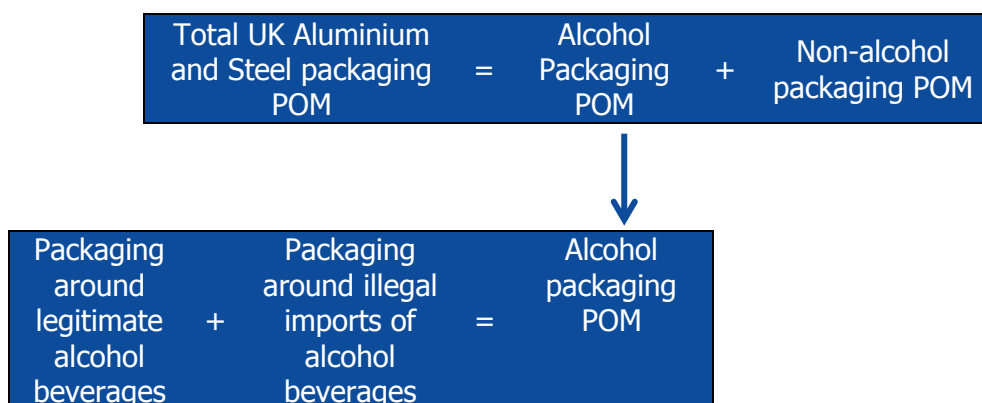 Total UK Aluminium
and Steel packaging
POM
=
Alcohol
Packaging
POM
+
Non-alcohol
packaging POM
Packaging
around
legitimate
alcohol
beverages
+
Packaging
around illegal
imports of
alcohol
beverages
=
Alcohol
packaging
POM